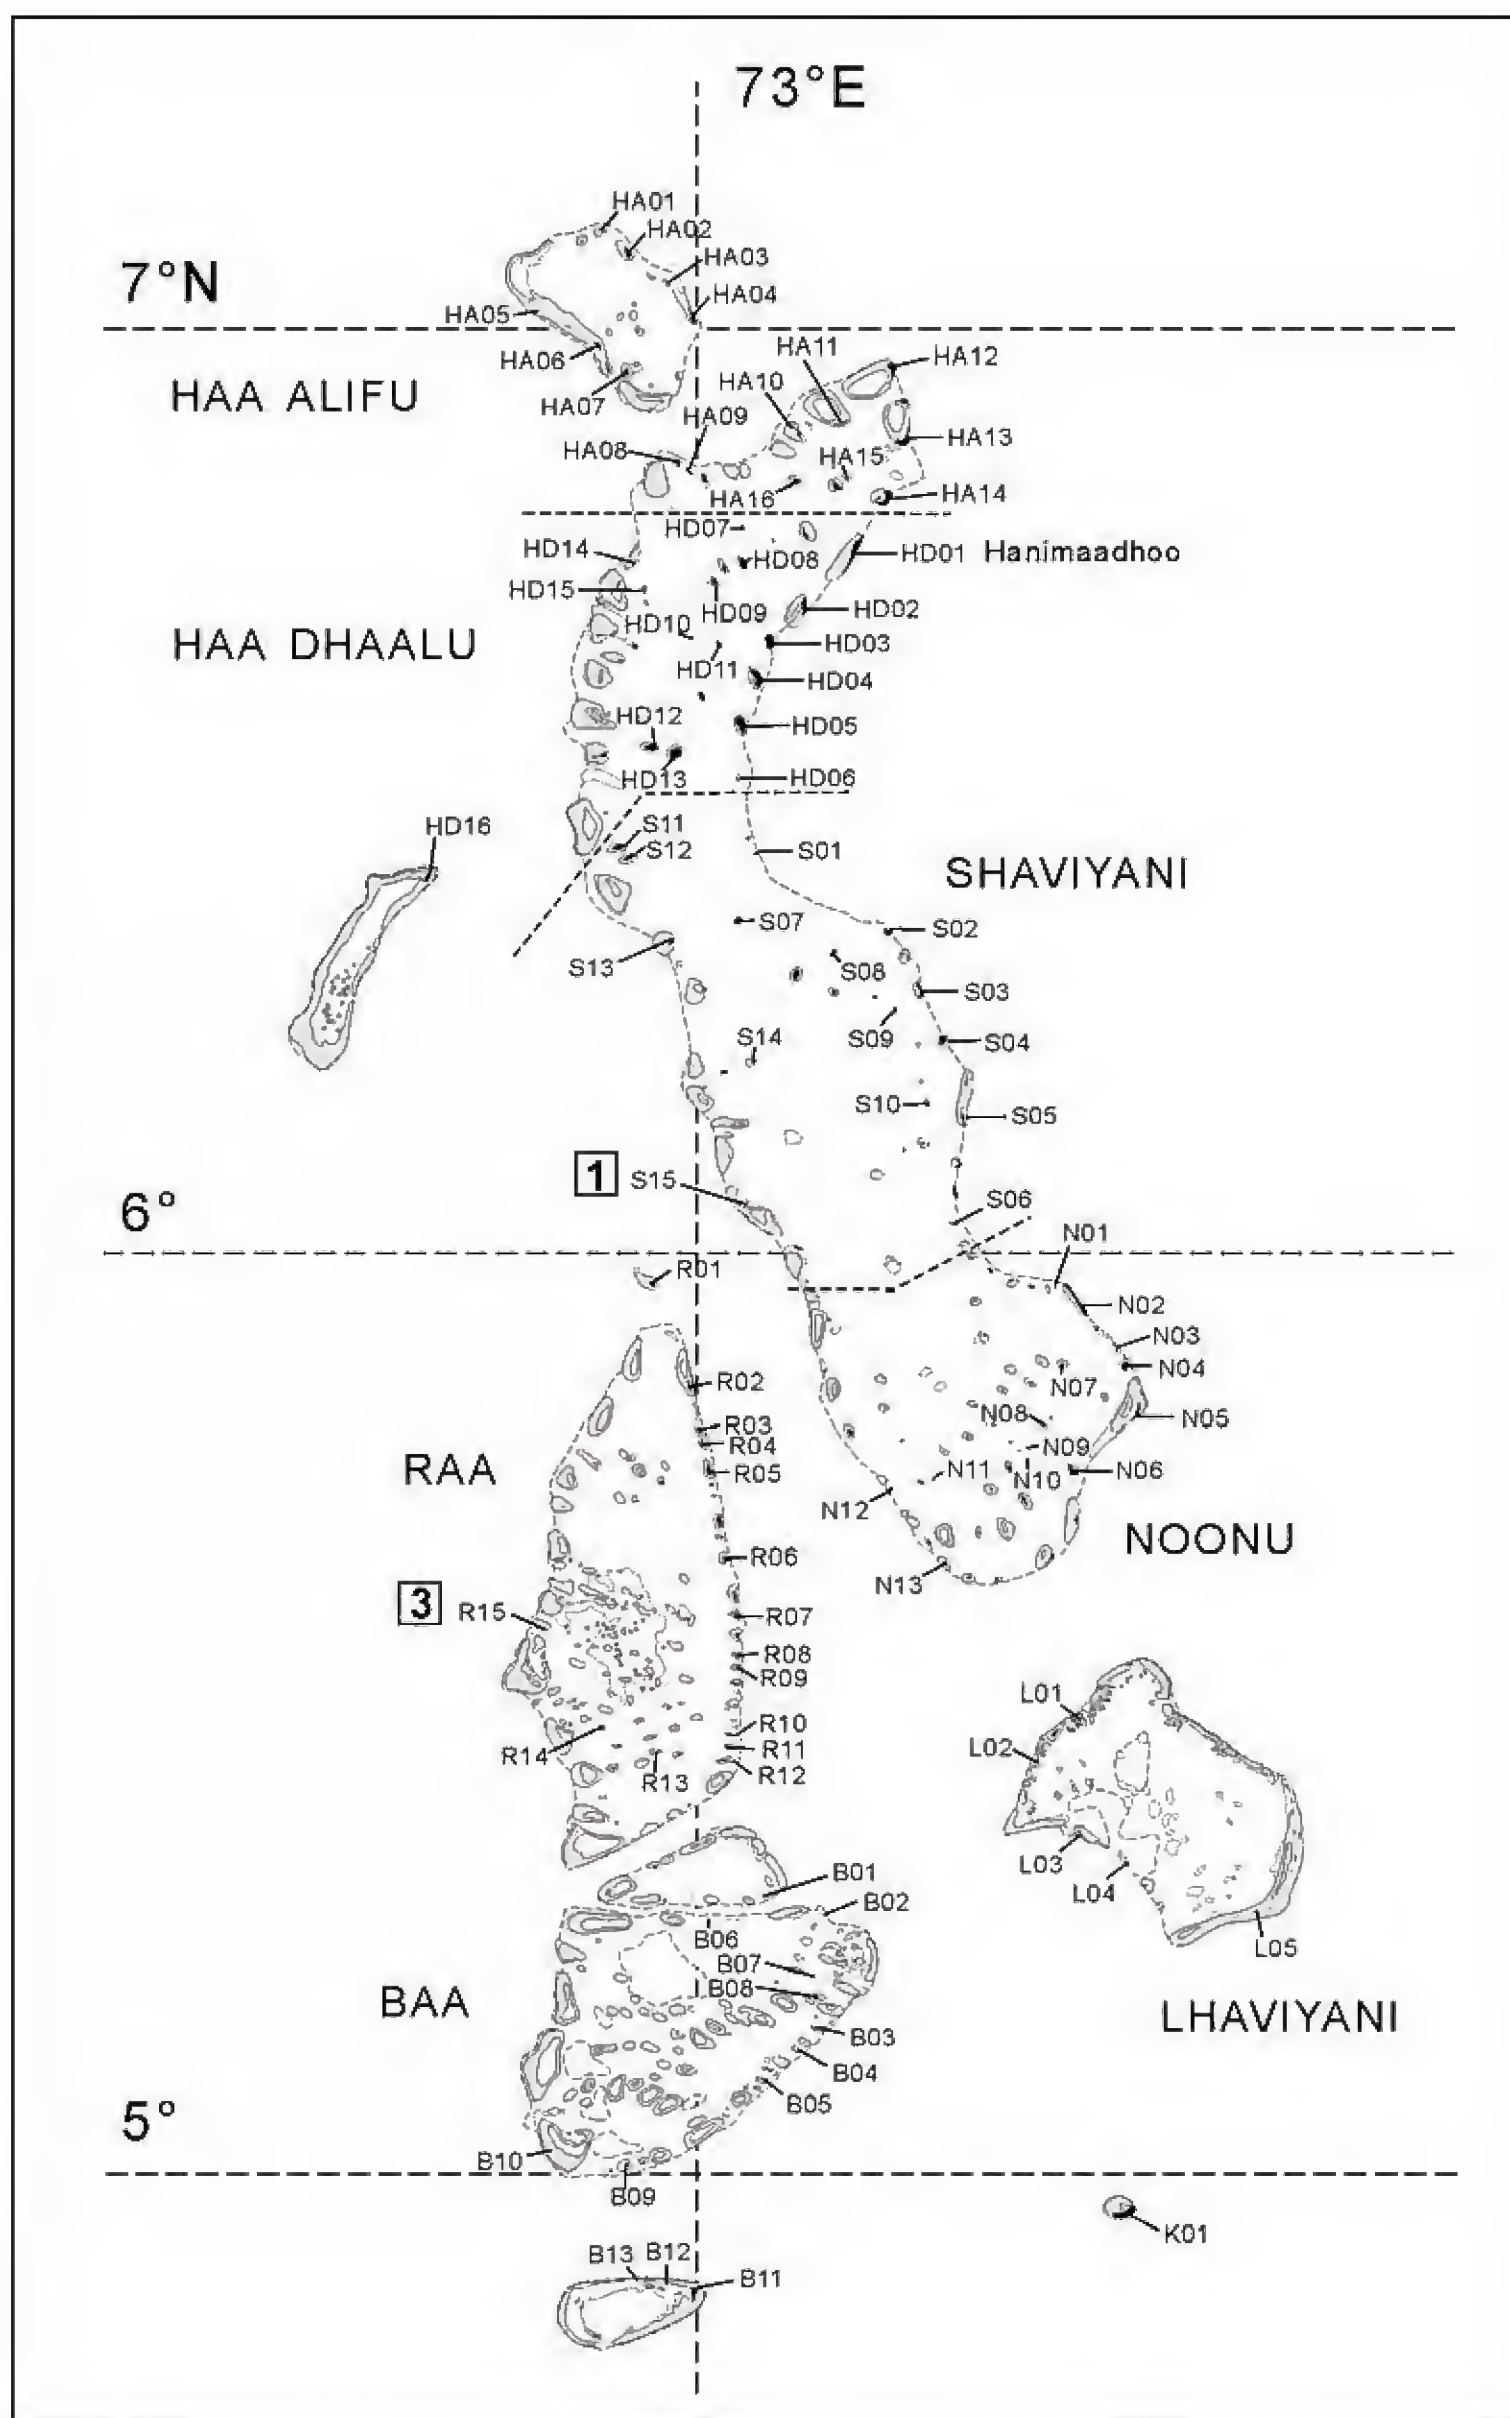 73°E
HA01
HA02
HA03
7°N
HA04
HA05
HA11
HA12
HA06
HA10
HAA ALIFU
HA07
HA09
HA13
HA08
HA15
HA16
HA14
HD07
HD14
HD08
HD01 Hanimaadhoo
HD15
HD09
HD02
HD10
HAA DHAALU
HD03
HD11
HD04
HD12
HD05
HD13
HD06
HD16
S11
S12
S01
SHAVIYANI
S07
S02
S13
S08
S03
S14
S09
S04
S10
S05
1 S15
6°
S06
N01
R01
N02
N03
N04
R02
N07
N08
N05
R03
R04
N09
RAA
R05
N11
N10
N06
N12
NOONU
R06
N13
3 R15
R07
R08
R09
L01
R10
L02
R14
R11
R13
R12
L03
B01
L04
B02
B06
L05
B07
B08
BAA
LHAVIYANI
B03
B04
B05
5°
B10
B09
K01
B13 B12
B11